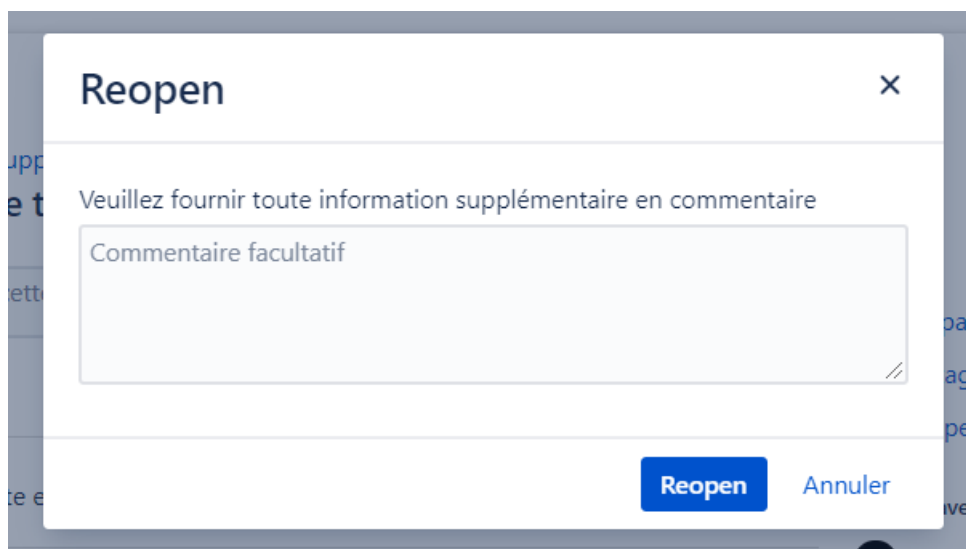 Reopen
Veuillez fournir toute information supplémentaire en commentaire
Commentaire facultatif
Reopen Annuler